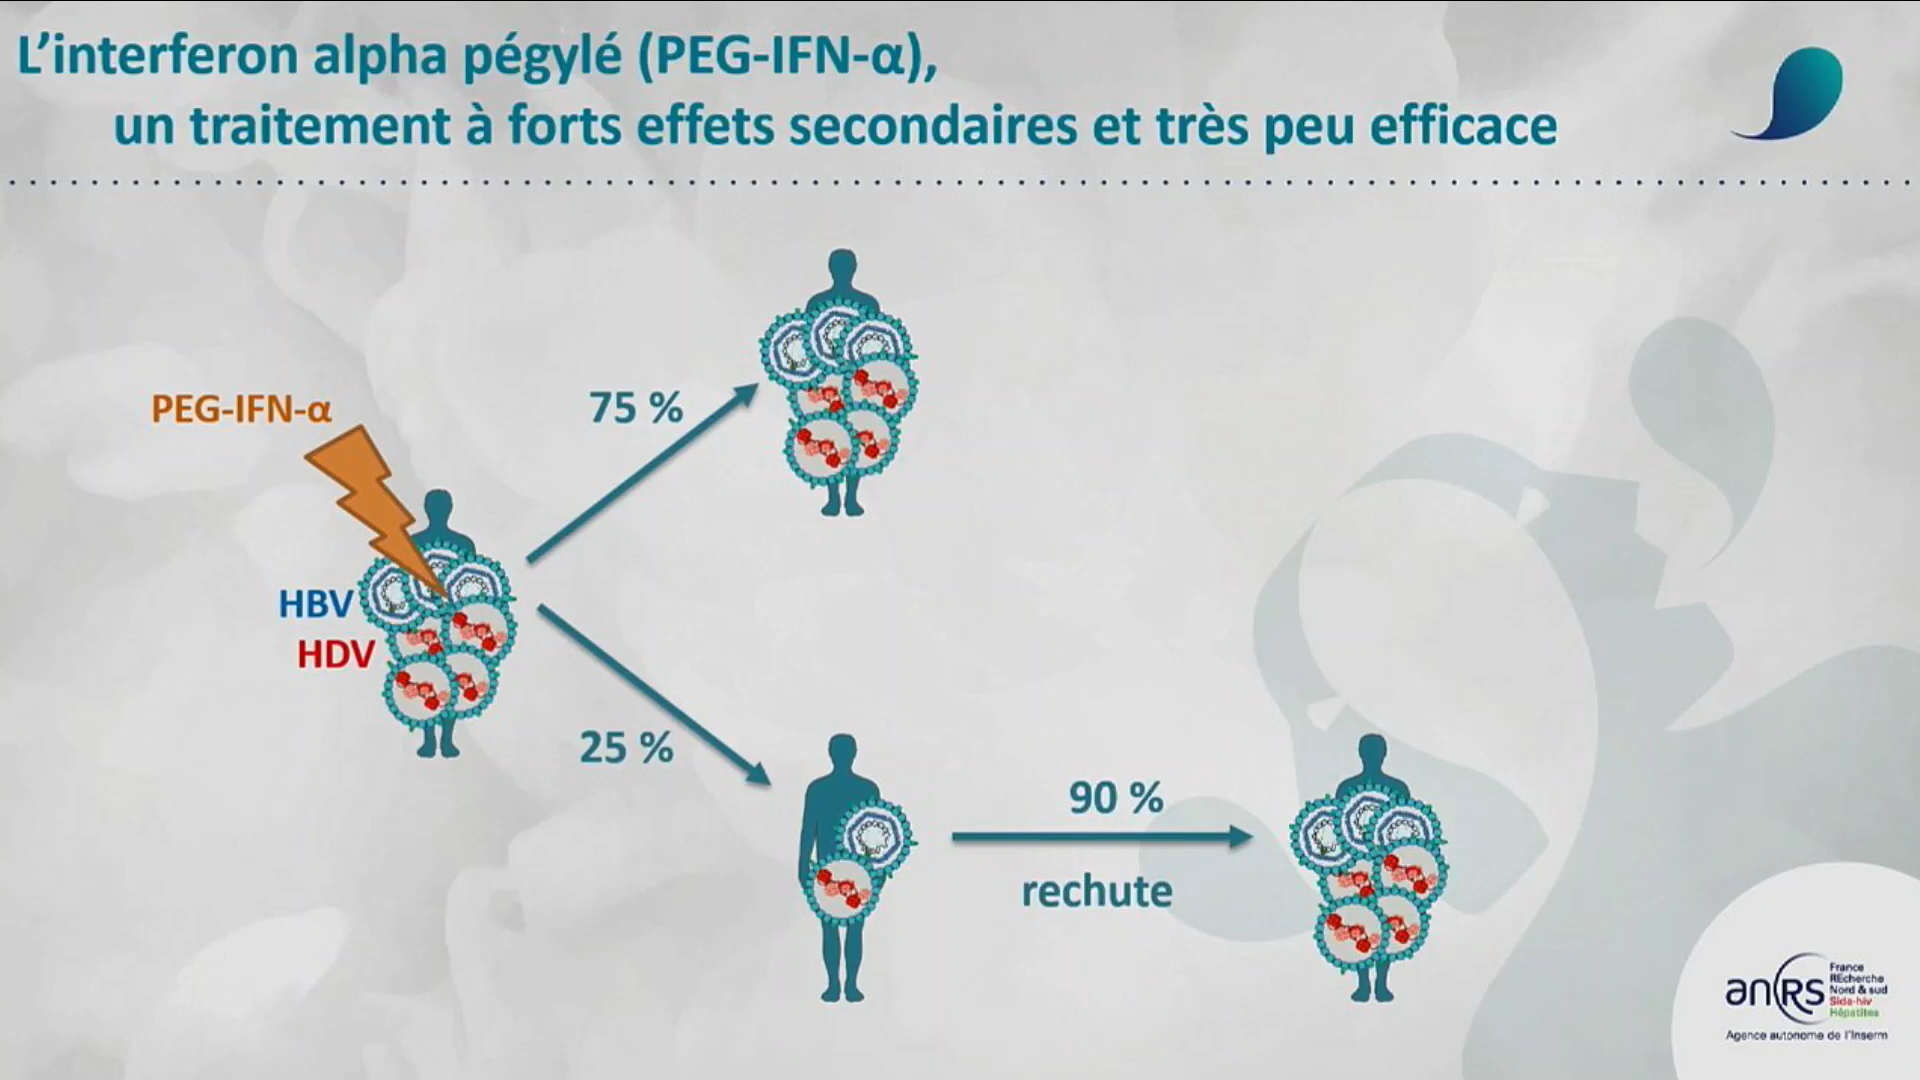 L'interferon alpha pégylé (PEG-IFN-α),
un traitement à forts effets secondaires et très peu efficace
PEG-IFN-α
75 %
HBV
HDV
25 %
90 %
rechute
anRS
France
REcherche
Nord & sud
Sida-hiv
Hépatites
Agence autonome de l'Inserm